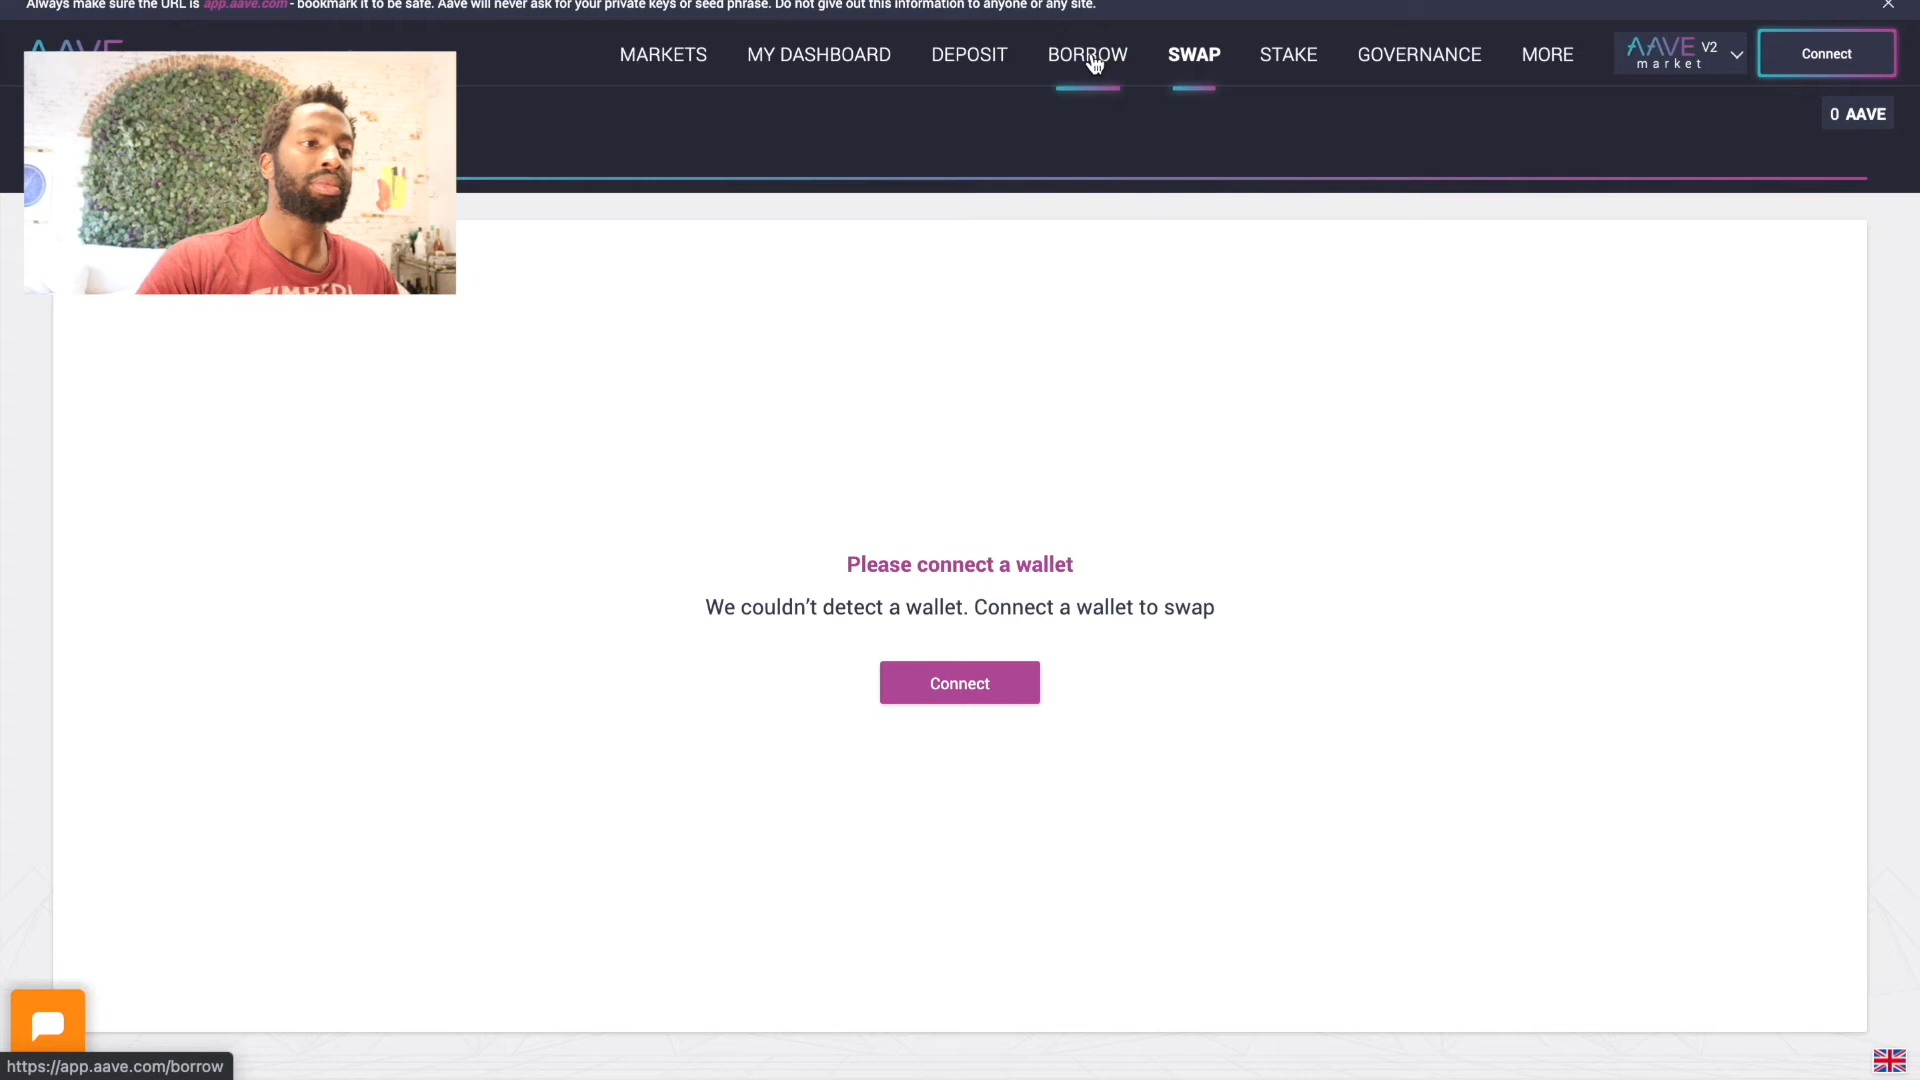 Always make sure the URL is app.aave.com - bookmark it to be safe. Aave will never ask for your private keys or seed phrase. Do not give out this information to anyone or any site.
AAVE
MARKETS MY DASHBOARD DEPOSIT BORROW SWAP STAKE GOVERNANCE MORE
AAVE V2
market
Connect
0 AAVE
Please connect a wallet
We couldn't detect a wallet. Connect a wallet to swap
Connect
https://app.aave.com/borrow